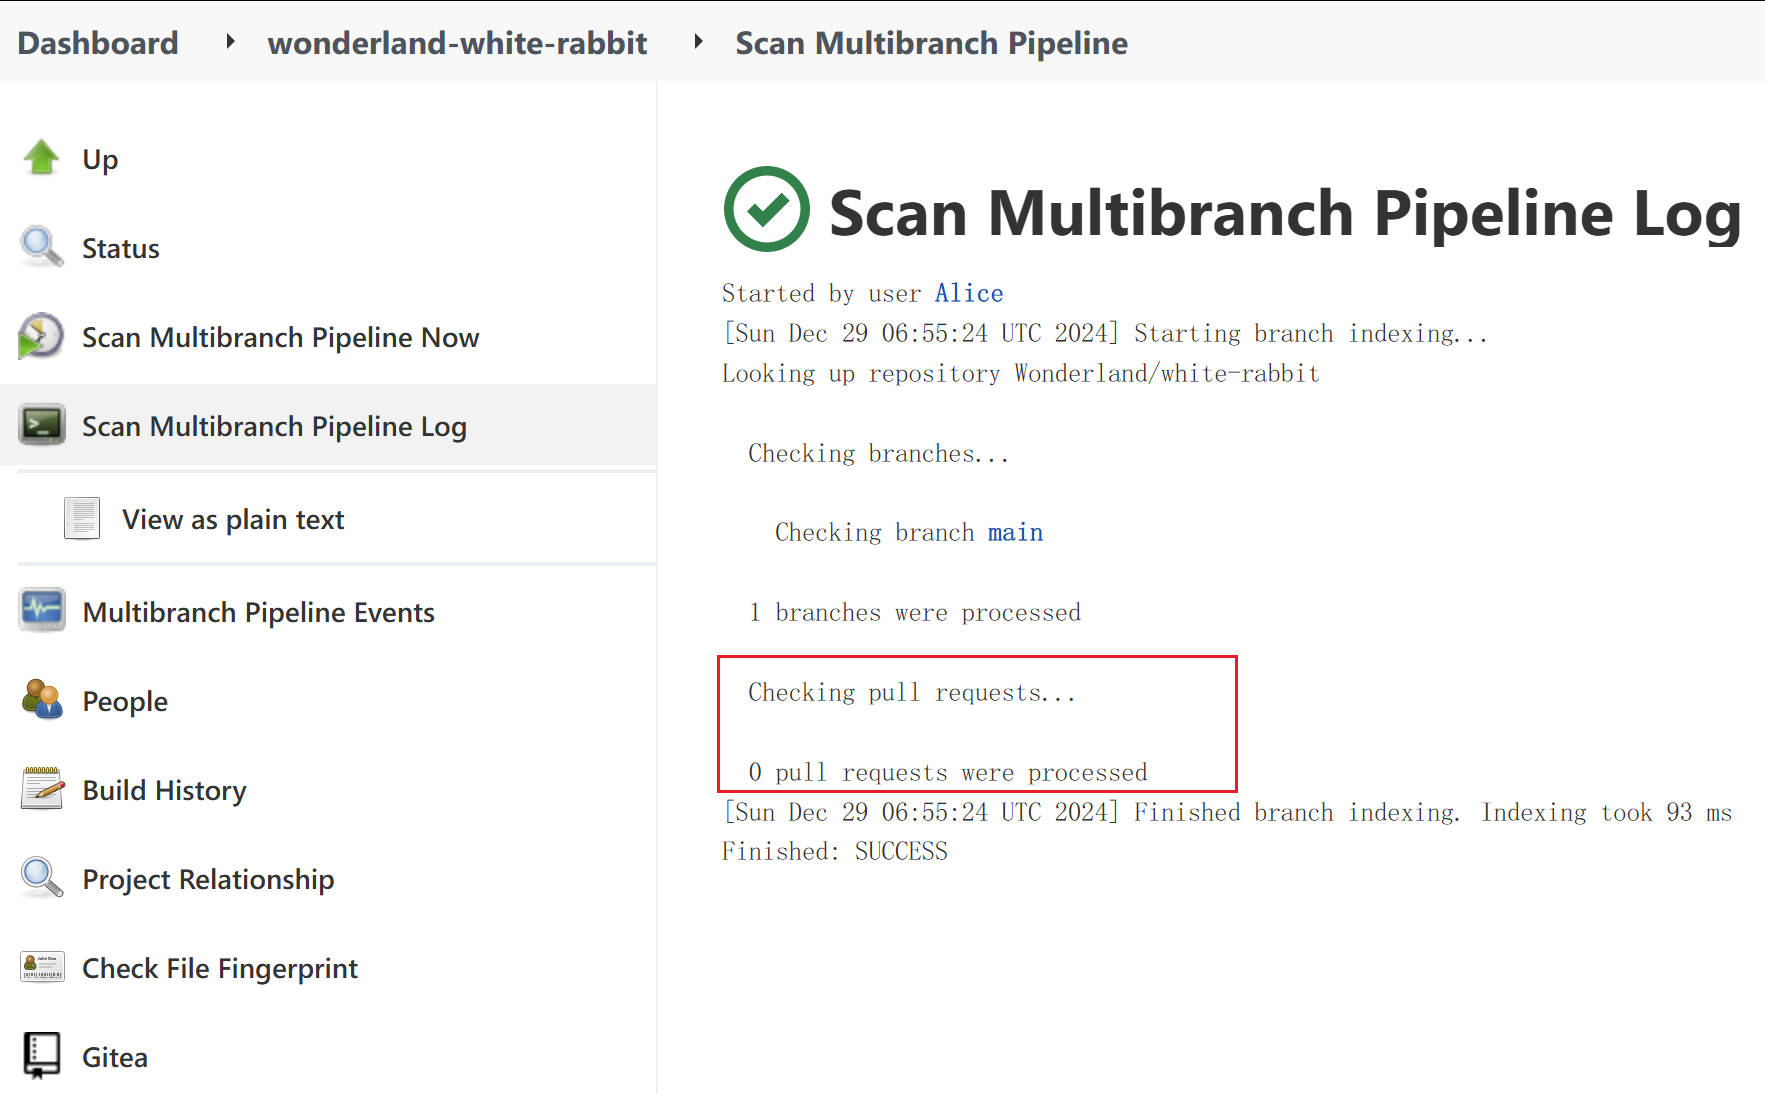 Dashboard
wonderland-white-rabbit
Scan Multibranch Pipeline
Up
Status
Scan Multibranch Pipeline Now
Scan Multibranch Pipeline Log
View as plain text
Multibranch Pipeline Events
People
Build History
Project Relationship
Check File Fingerprint
Gitea
Scan Multibranch Pipeline Log
Started by user Alice
[Sun Dec 29 06:55:24 UTC 2024] Starting branch indexing...
Looking up repository Wonderland/white-rabbit
Checking branches...
Checking branch main
1 branches were processed
Checking pull requests...
0 pull requests were processed
[Sun Dec 29 06:55:24 UTC 2024] Finished branch indexing. Indexing took 93 ms
Finished: SUCCESS